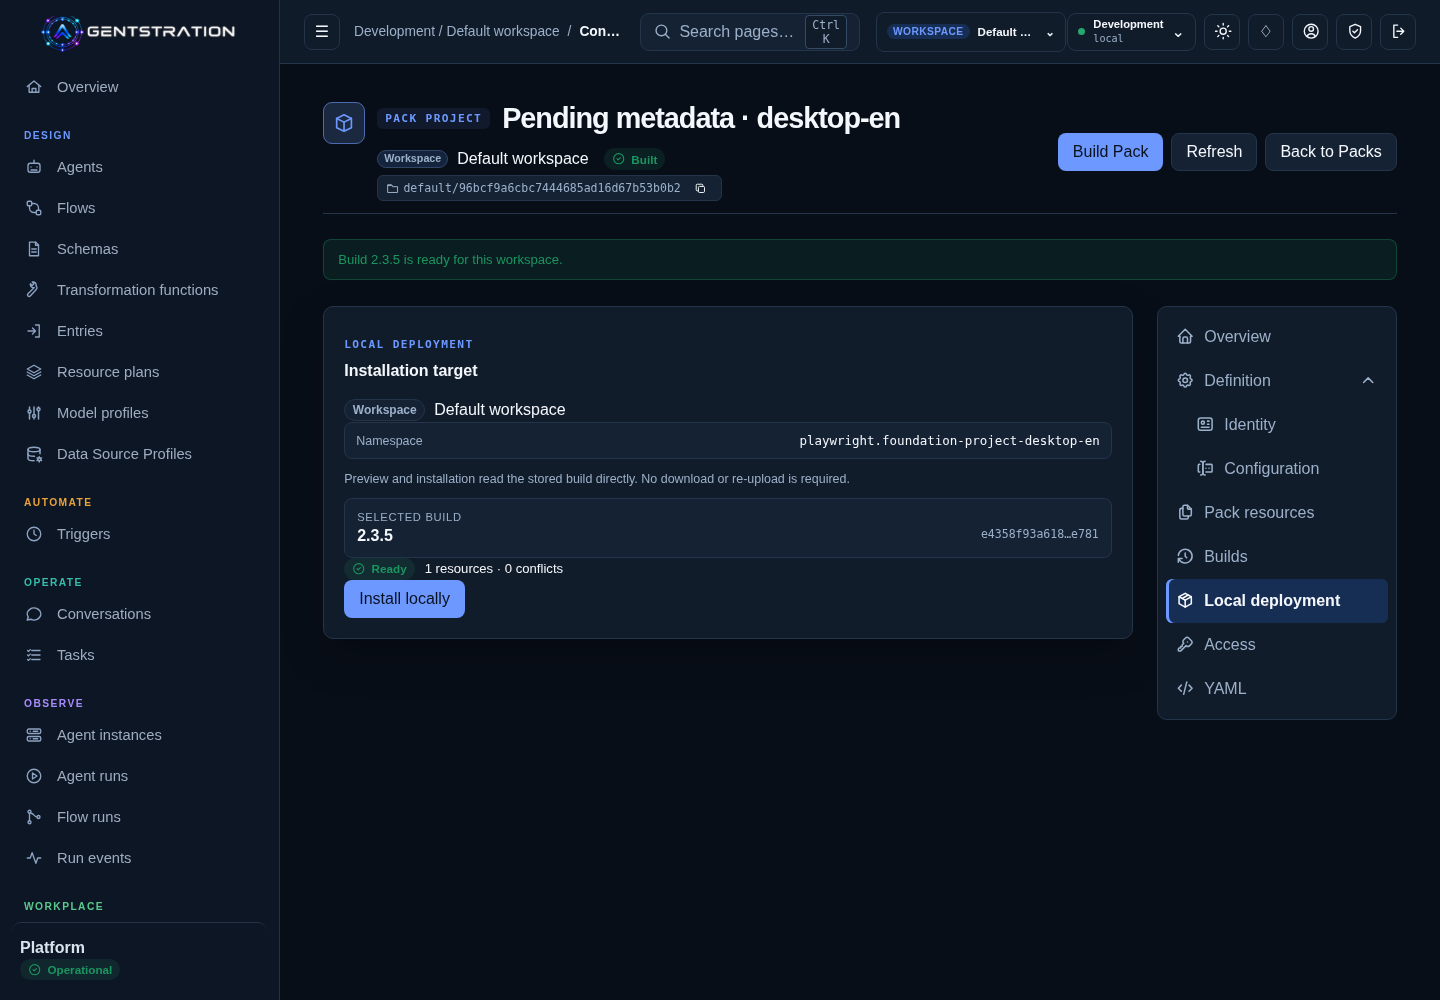 GENTSTRATION
Overview
DESIGN
Agents
Flows
Schemas
Transformation functions
Entries
Resource plans
Model profiles
Data Source Profiles
AUTOMATE
Triggers
OPERATE
Conversations
Tasks
OBSERVE
Agent instances
Agent runs
Flow runs
Run events
WORKPLACE
Platform
Operational
Development / Default workspace / Con…
Search pages…
Ctrl K
WORKSPACE Default …
Development
local
PACK PROJECT Pending metadata · desktop-en
Workspace Default workspace Built
default/96bcf9a6cbc7444685ad16d67b53b0b2
Build Pack
Refresh
Back to Packs
Build 2.3.5 is ready for this workspace.
LOCAL DEPLOYMENT
Installation target
Workspace Default workspace
Namespace playwright.foundation-project-desktop-en
Preview and installation read the stored build directly. No download or re-upload is required.
SELECTED BUILD
2.3.5 e4358f93a618…e781
Ready 1 resources · 0 conflicts
Install locally
Overview
Definition
Identity
Configuration
Pack resources
Builds
Local deployment
Access
YAML